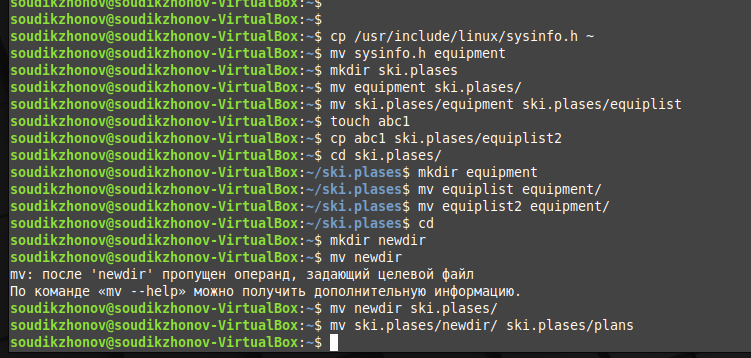 soudikzhonov@soudikzhonov-VirtualBox:~$
soudikzhonov@soudikzhonov-VirtualBox:~$
soudikzhonov@soudikzhonov-VirtualBox:~$ cp /usr/include/linux/sysinfo.h ~
soudikzhonov@soudikzhonov-VirtualBox:~$ mv sysinfo.h equipment
soudikzhonov@soudikzhonov-VirtualBox:~$ mkdir ski.plases
soudikzhonov@soudikzhonov-VirtualBox:~$ mv equipment ski.plases/
soudikzhonov@soudikzhonov-VirtualBox:~$ mv ski.plases/equipment ski.plases/equiplist
soudikzhonov@soudikzhonov-VirtualBox:~$ touch abc1
soudikzhonov@soudikzhonov-VirtualBox:~$ cp abc1 ski.plases/equiplist2
soudikzhonov@soudikzhonov-VirtualBox:~$ cd ski.plases/
soudikzhonov@soudikzhonov-VirtualBox:~/ski.plases$ mkdir equipment
soudikzhonov@soudikzhonov-VirtualBox:~/ski.plases$ mv equiplist equipment/
soudikzhonov@soudikzhonov-VirtualBox:~/ski.plases$ mv equiplist2 equipment/
soudikzhonov@soudikzhonov-VirtualBox:~/ski.plases$ cd
soudikzhonov@soudikzhonov-VirtualBox:~$ mkdir newdir
soudikzhonov@soudikzhonov-VirtualBox:~$ mv newdir
mv: после 'newdir' пропущен операнд, задающий целевой файл
По команде «mv --help» можно получить дополнительную информацию.
soudikzhonov@soudikzhonov-VirtualBox:~$ mv newdir ski.plases/
soudikzhonov@soudikzhonov-VirtualBox:~$ mv ski.plases/newdir/ ski.plases/plans
soudikzhonov@soudikzhonov-VirtualBox:~$